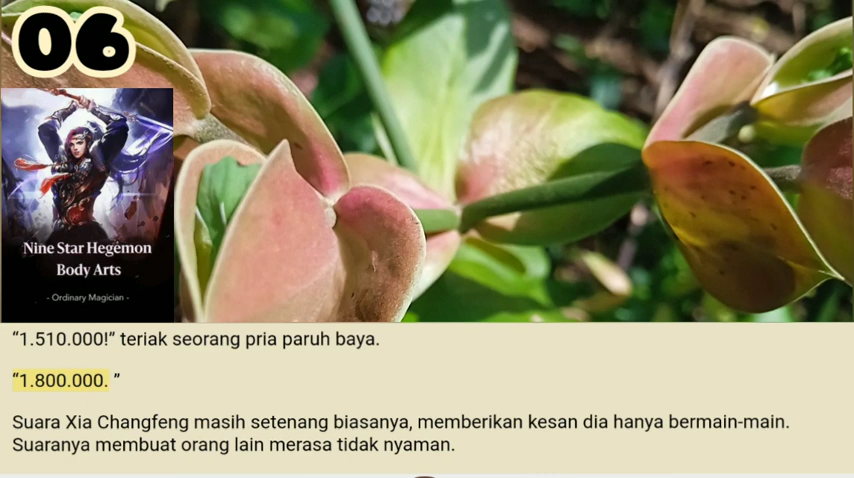 06
Nine Star Hegemon
Body Arts
- Ordinary Magician -
“1.510.000!” teriak seorang pria paruh baya.
“1.800.000. ”
Suara Xia Changfeng masih setenang biasanya, memberikan kesan dia hanya bermain-main.
Suaranya membuat orang lain merasa tidak nyaman.